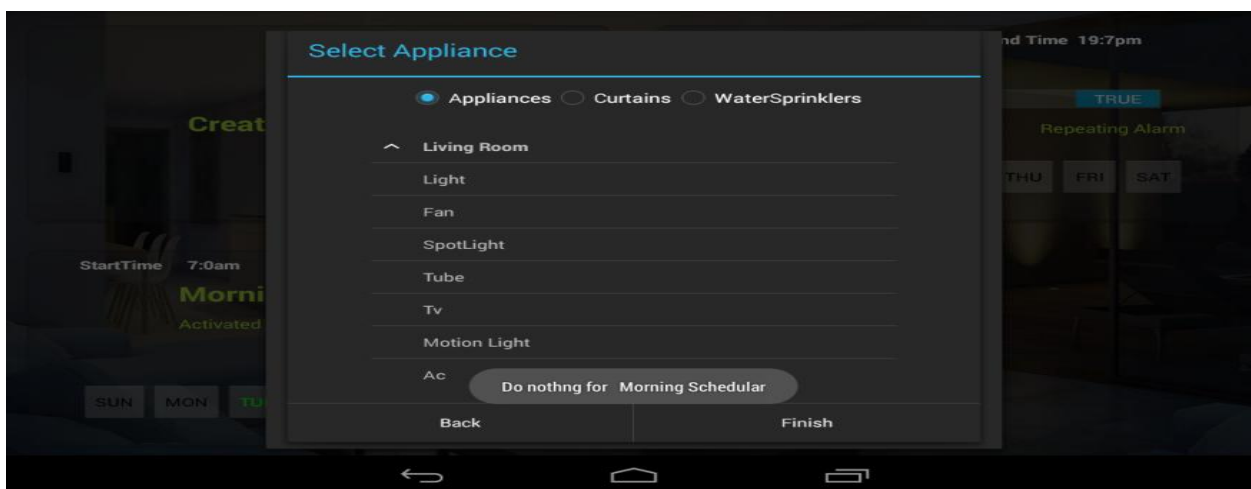 Select Appliance
nd Time 19:7pm
Appliances Curtains WaterSprinklers
TRUE
Creat
Repeating Alarm
Living Room
Light
THU FRI SAT
Fan
SpotLight
StartTime 7:0am
Tube
Morni
Tv
Activated
Motion Light
Ac
Do nothng for Morning Schedular
SUN MON TU
Back Finish